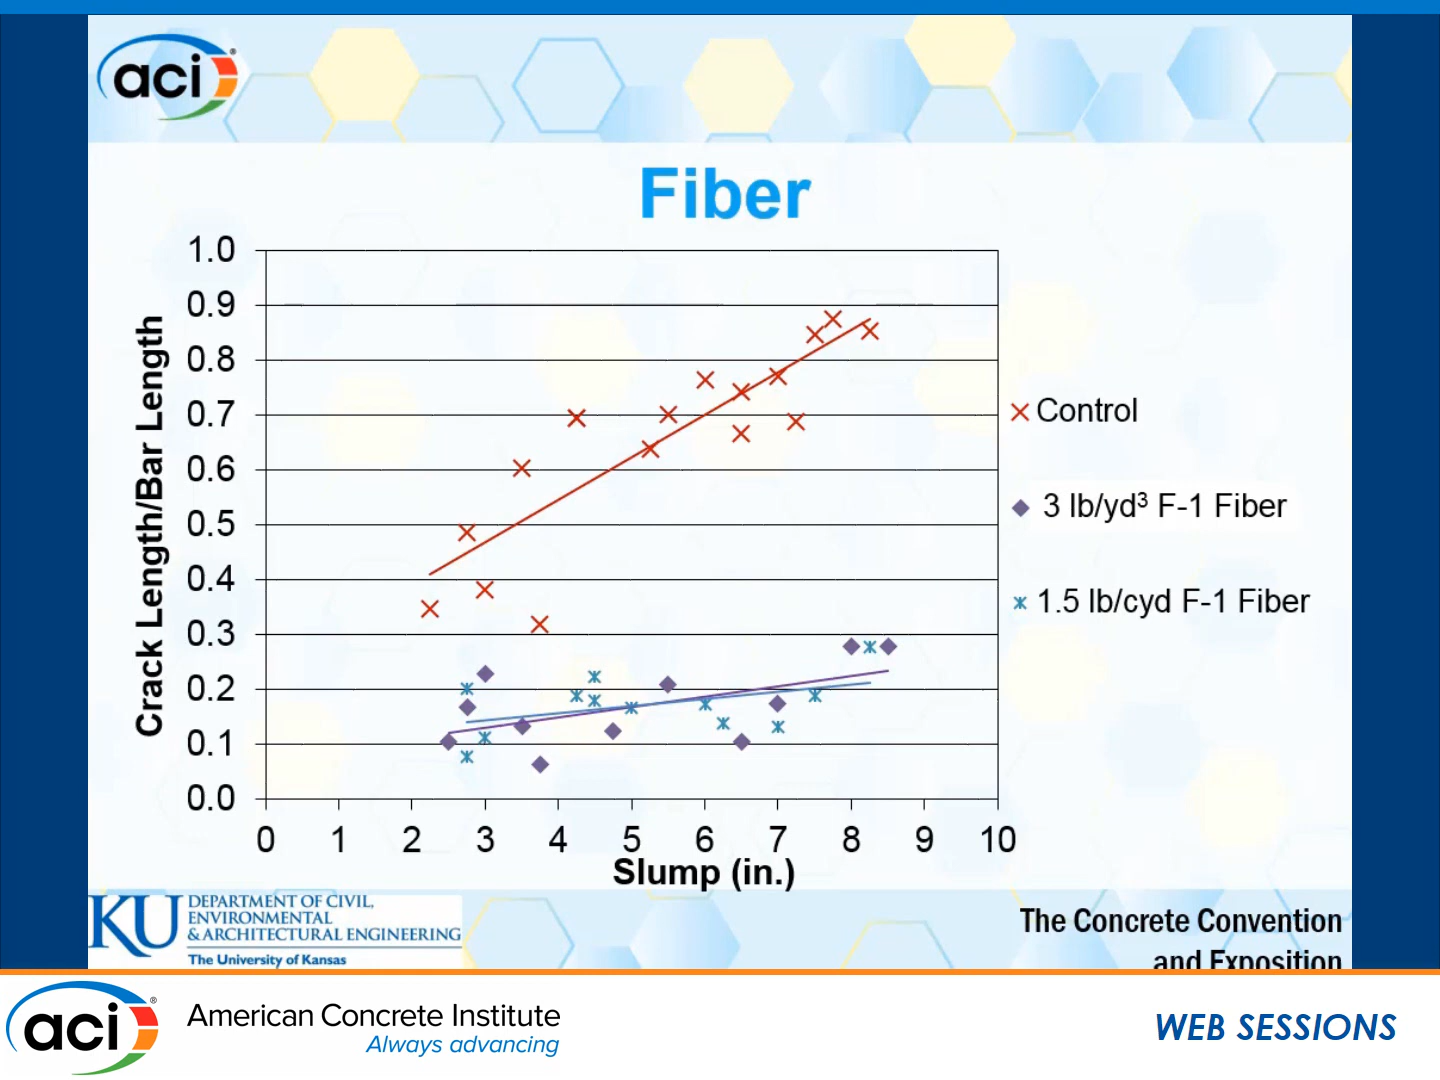 aci®
Fiber
1.0
0.9
0.8
0.7
0.6
0.5
0.4
0.3
0.2
0.1
0.0
Crack Length/Bar Length
0 1 2 3 4 5 6 7 8 9 10
Slump (in.)
Control
3 lb/yd³ F-1 Fiber
1.5 lb/cyd F-1 Fiber
KU
DEPARTMENT OF CIVIL,
ENVIRONMENTAL
& ARCHITECTURAL ENGINEERING
The University of Kansas
The Concrete Convention
and Exposition
aci®
American Concrete Institute
Always advancing
WEB SESSIONS